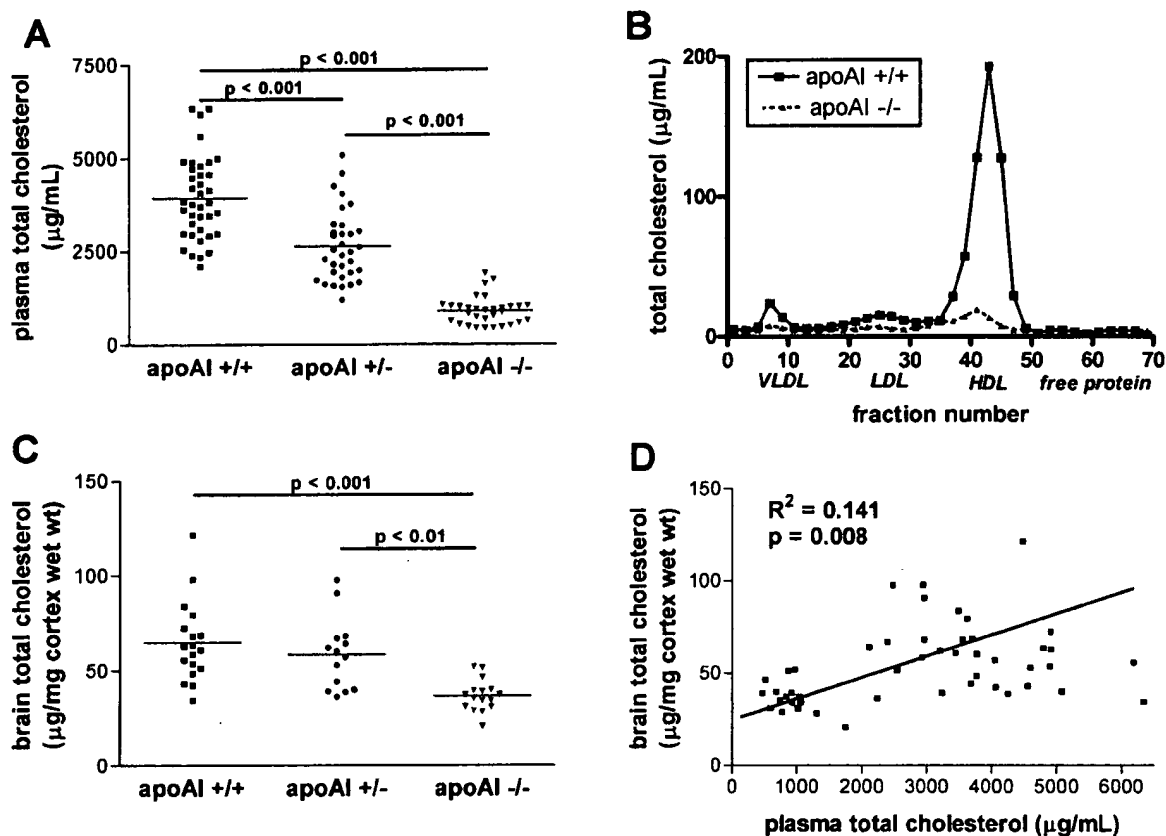 A
p < 0.001
p < 0.001
p < 0.001
plasma total cholesterol
(μg/mL)
7500
5000
2500
0
apoAI +/+ apoAI +/- apoAI -/-
B
apoAI +/+
apoAI -/-
total cholesterol (μg/mL)
200
100
0
0 10 20 30 40 50 60 70
VLDL LDL HDL free protein
fraction number
C
p < 0.001
p < 0.01
brain total cholesterol
(μg/mg cortex wet wt)
150
100
50
0
apoAI +/+ apoAI +/- apoAI -/-
D
R² = 0.141
p = 0.008
brain total cholesterol
(μg/mg cortex wet wt)
150
100
50
0
0 1000 2000 3000 4000 5000 6000
plasma total cholesterol (μg/mL)